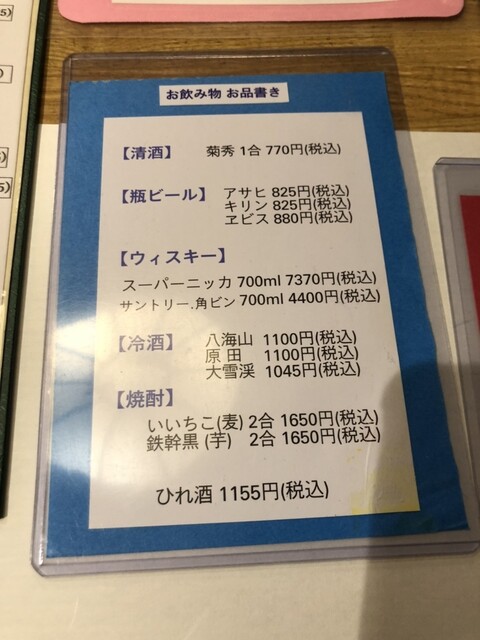 お飲み物 お品書き
【清酒】 菊秀 1合 770円(税込)
【瓶ビール】 アサヒ 825円(税込)
キリン 825円(税込)
ヱビス 880円(税込)
【ウィスキー】
スーパーニッカ 700ml 7370円(税込)
サントリー.角ビン 700ml 4400円(税込)
【冷酒】 八海山 1100円(税込)
原 田 1100円(税込)
大雪渓 1045円(税込)
【焼酎】
いいちこ(麦) 2合 1650円(税込)
鉄幹黒 (芋) 2合 1650円(税込)
ひれ酒 1155円(税込)